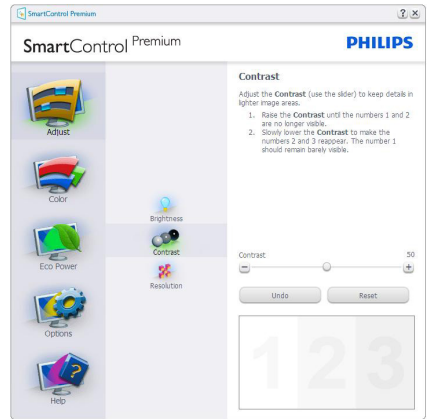 SmartControl Premium
? ×
SmartControl Premium
PHILIPS
Adjust
Color
Eco Power
Options
Help
Brightness
Contrast
Resolution
Contrast
Adjust the Contrast (use the slider) to keep details in
lighter image areas.
1. Raise the Contrast until the numbers 1 and 2
are no longer visible.
2. Slowly lower the Contrast to make the
numbers 2 and 3 reappear. The number 1
should remain barely visible.
Contrast 50
Undo Reset
1 2 3